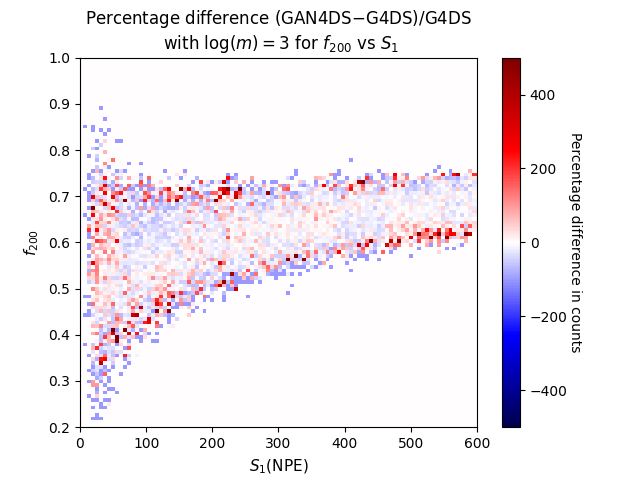 Percentage difference (GAN4DS−G4DS)/G4DS
with log(m) = 3 for f₂₀₀ vs S₁
1.0
0.9
0.8
0.7
0.6
0.5
0.4
0.3
0.2
f₂₀₀
0 100 200 300 400 500 600
S₁(NPE)
400
200
0
−200
−400
Percentage difference in counts